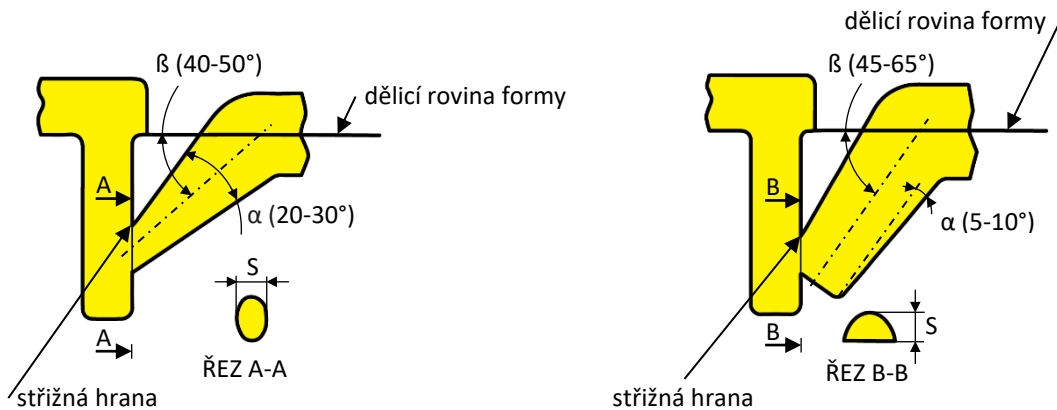 ß (40-50°)
dělicí rovina formy
A
α (20-30°)
S
A
ŘEZ A-A
střižná hrana
dělicí rovina formy
ß (45-65°)
B
α (5-10°)
S
B
ŘEZ B-B
střižná hrana